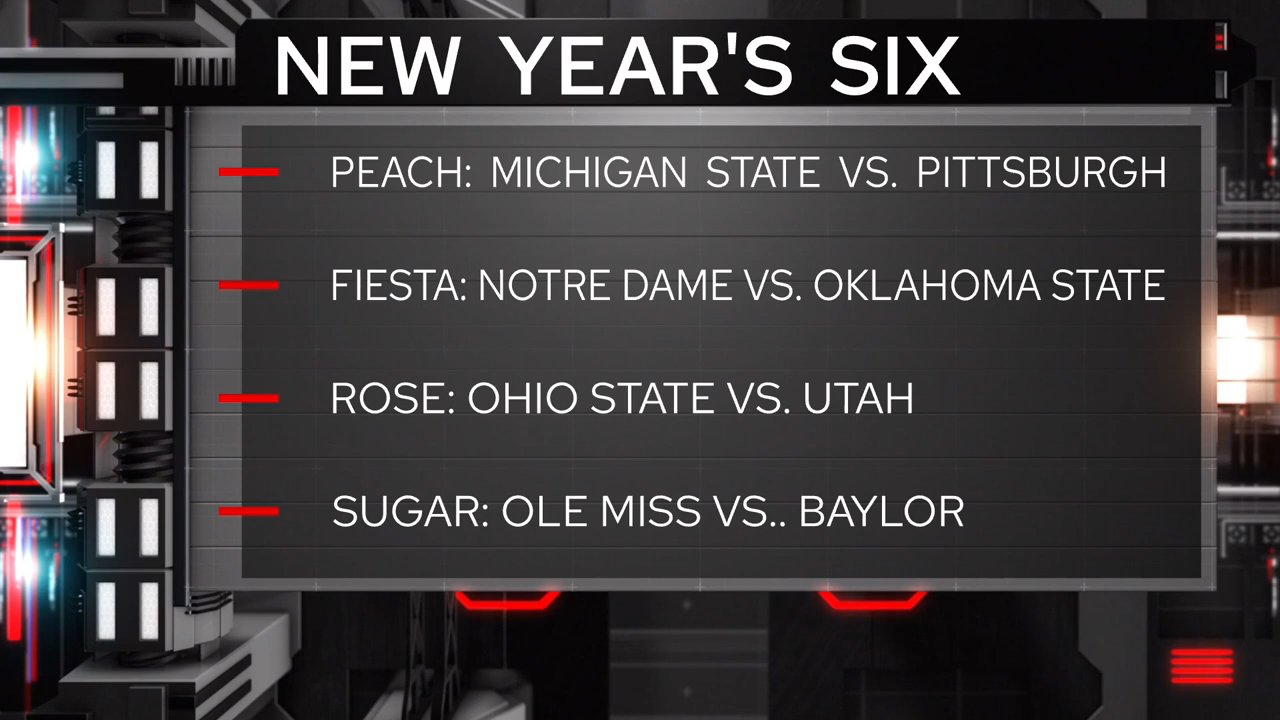 NEW YEAR'S SIX
PEACH: MICHIGAN STATE VS. PITTSBURGH
FIESTA: NOTRE DAME VS. OKLAHOMA STATE
ROSE: OHIO STATE VS. UTAH
SUGAR: OLE MISS VS.. BAYLOR